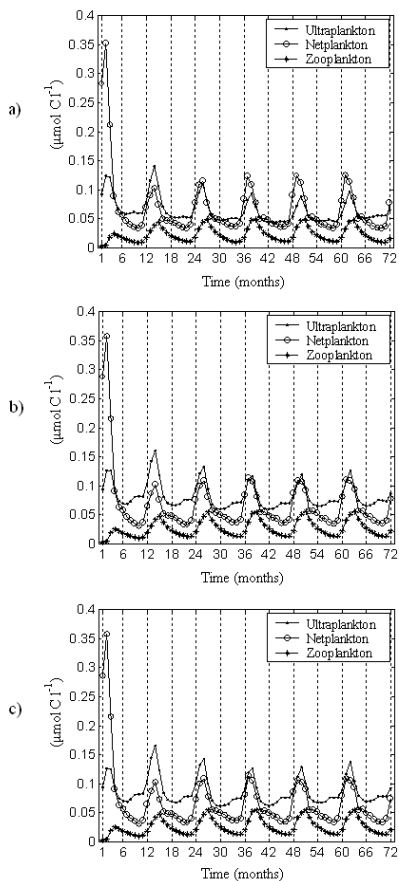 a)
0.4
0.35
0.3
0.25
0.2
0.15
0.1
0.05
0
(µmol C l⁻¹)
Ultraplankton
Netplankton
Zooplankton
1 6 12 18 24 30 36 42 48 54 60 66 72
Time (months)
b)
0.4
0.35
0.3
0.25
0.2
0.15
0.1
0.05
0
(µmol C l⁻¹)
Ultraplankton
Netplankton
Zooplankton
1 6 12 18 24 30 36 42 48 54 60 66 72
Time (months)
c)
0.4
0.35
0.3
0.25
0.2
0.15
0.1
0.05
0
(µmol C l⁻¹)
Ultraplankton
Netplankton
Zooplankton
1 6 12 18 24 30 36 42 48 54 60 66 72
Time (months)